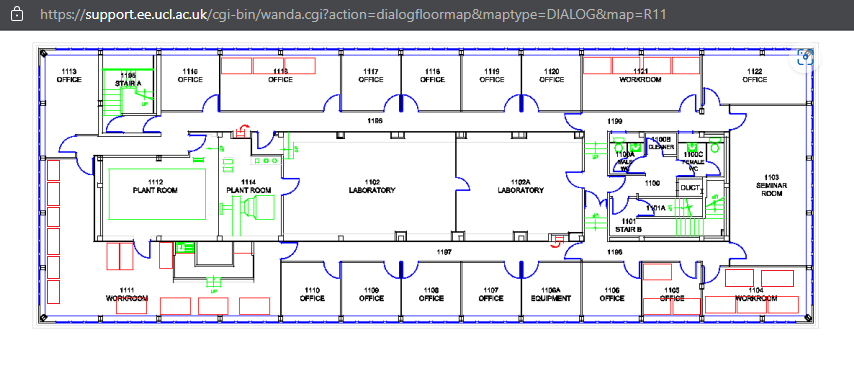 https://support.ee.ucl.ac.uk/cgi-bin/wanda.cgi?action=dialogfloormap&maptype=DIALOG&map=R11
1113
OFFICE
1195
STAIR A
UP
1115
OFFICE
OFFICE
1117
OFFICE
1118
OFFICE
1119
OFFICE
1120
OFFICE
1121
WORKROOM
1122
OFFICE
1195
1199
1100B
CLEANER
1100A
MALE
WC
1100C
FEMALE
WC
1100
DUCT
1101A
1101
STAIR B
1103
SEMINAR
ROOM
1112
PLANT ROOM
1114
PLANT ROOM
1102
LABORATORY
1102A
LABORATORY
1197
1196
1111
WORKROOM
UP
1110
OFFICE
1109
OFFICE
1108
OFFICE
1107
OFFICE
1106A
EQUIPMENT
1106
OFFICE
1105
OFFICE
1104
WORKROOM